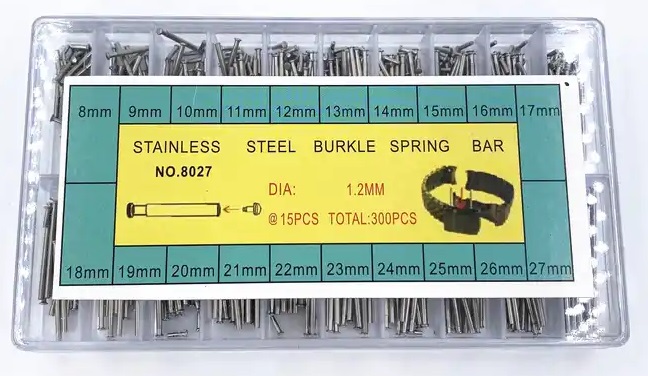 8mm 9mm 10mm 11mm 12mm 13mm 14mm 15mm 16mm 17mm
STAINLESS STEEL BURKLE SPRING BAR
NO.8027
DIA: 1.2MM
@15PCS TOTAL:300PCS
18mm 19mm 20mm 21mm 22mm 23mm 24mm 25mm 26mm 27mm